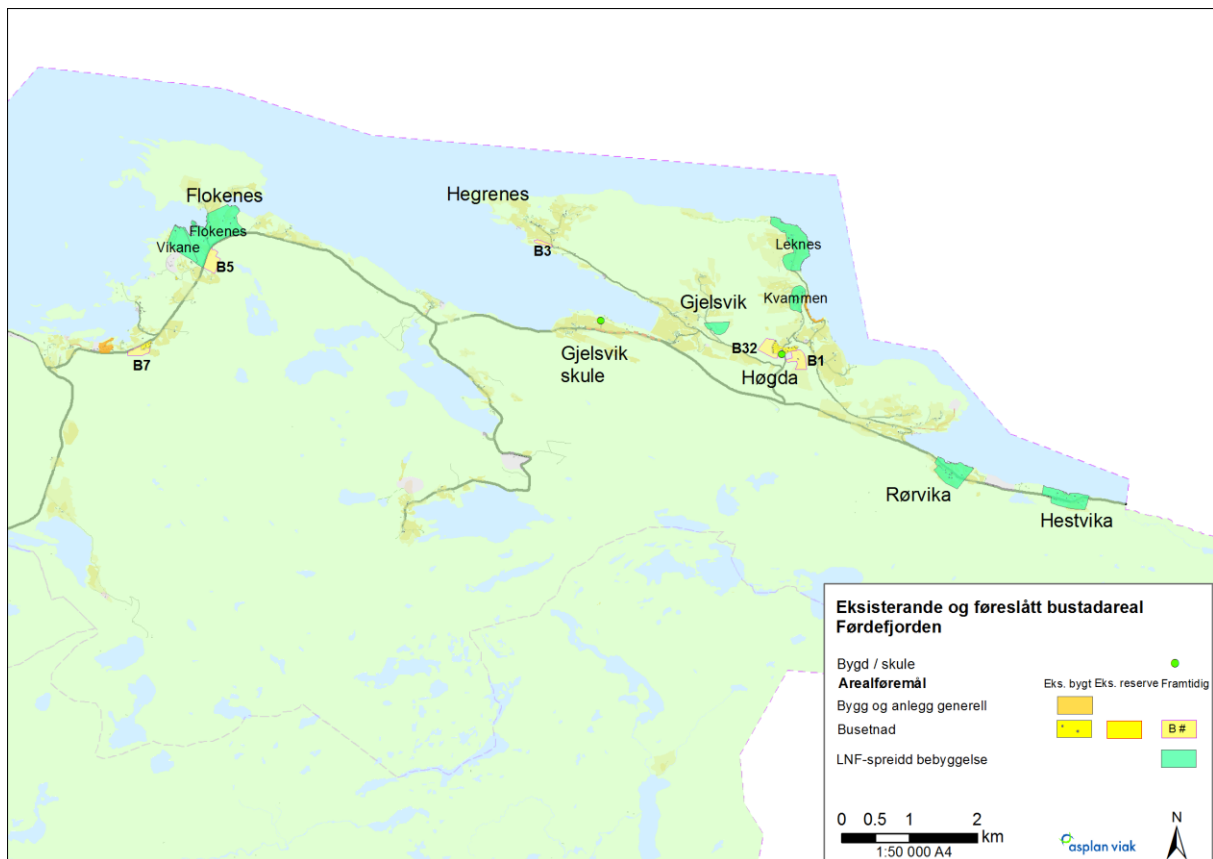 Flokenes
Hegrenes
Flokenes
Vikane
Leknes
B3
B5
Kvammen
Gjelsvik
B32
B1
B7
Gjelsvik
skule
Høgda
Rørvika
Hestvika
Eksisterande og føreslått bustadareal
Førdefjorden
Bygd / skule
Arealføremål Eks. bygt Eks. reserve Framtidig
Bygg og anlegg generell
Busetnad B #
LNF-spreidd bebyggelse
0 0.5 1 2
km
1:50 000 A4
asplan viak
N